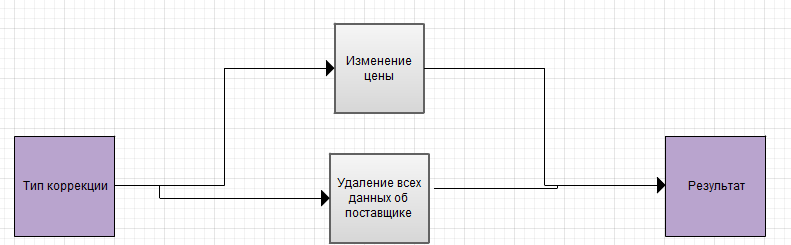 Изменение
цены
Тип коррекции
Удаление всех
данных об
поставщике
Результат